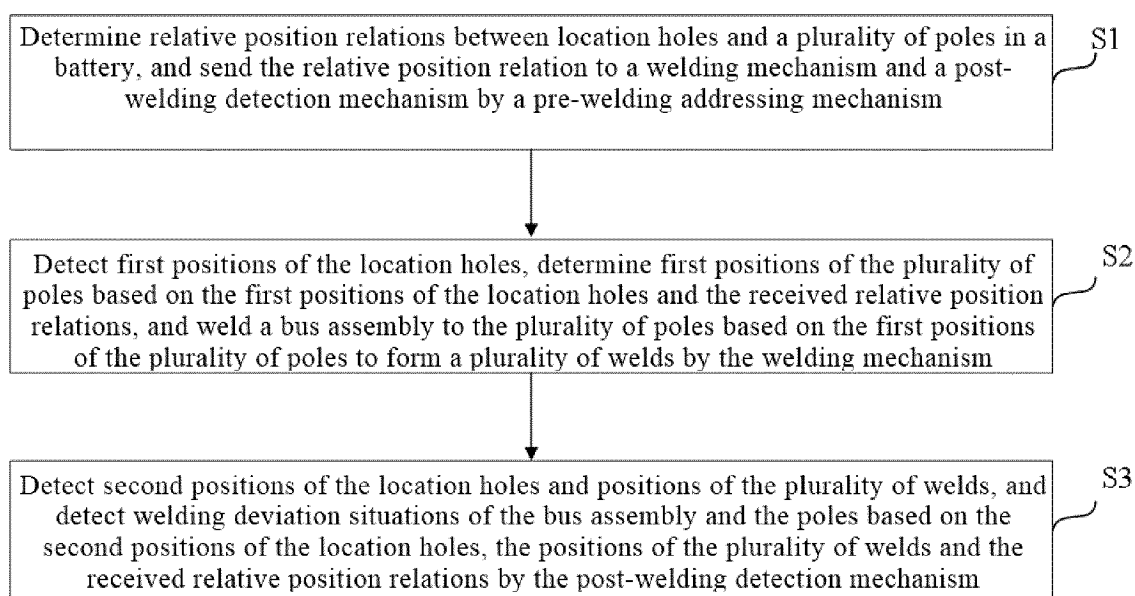 Determine relative position relations between location holes and a plurality of poles in a
battery, and send the relative position relation to a welding mechanism and a post-
welding detection mechanism by a pre-welding addressing mechanism
S1
Detect first positions of the location holes, determine first positions of the plurality of
poles based on the first positions of the location holes and the received relative position
relations, and weld a bus assembly to the plurality of poles based on the first positions
of the plurality of poles to form a plurality of welds by the welding mechanism
S2
Detect second positions of the location holes and positions of the plurality of welds, and
detect welding deviation situations of the bus assembly and the poles based on the
second positions of the location holes, the positions of the plurality of welds and the
received relative position relations by the post-welding detection mechanism
S3